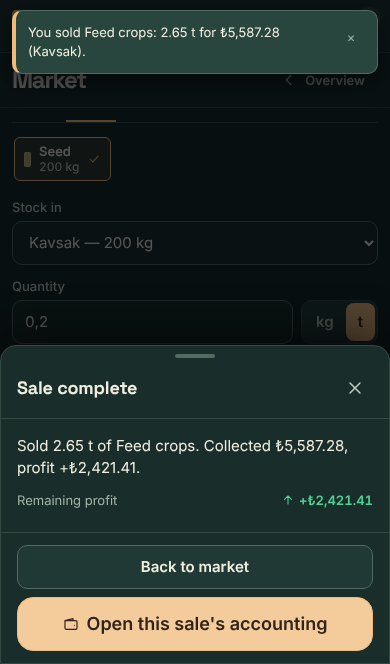 You sold Feed crops: 2.65 t for ₺5,587.28
(Kavsak).
×
Market
Overview
Seed
200 kg
Stock in
Kavsak — 200 kg
Quantity
0,2
kg
t
Sale complete
Sold 2.65 t of Feed crops. Collected ₺5,587.28,
profit +₺2,421.41.
Remaining profit
↑ +₺2,421.41
Back to market
Open this sale's accounting